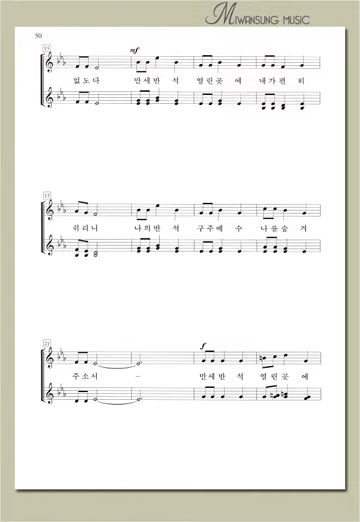 MIWANSUNG MUSIC
50
13
mf
없도다 만세반 석 열린곳 에 내가편 히
17
쉬리니 나의반 석 구주예 수 나를숨 겨
21
f
주소서 – 만세반 석 열린곳 에